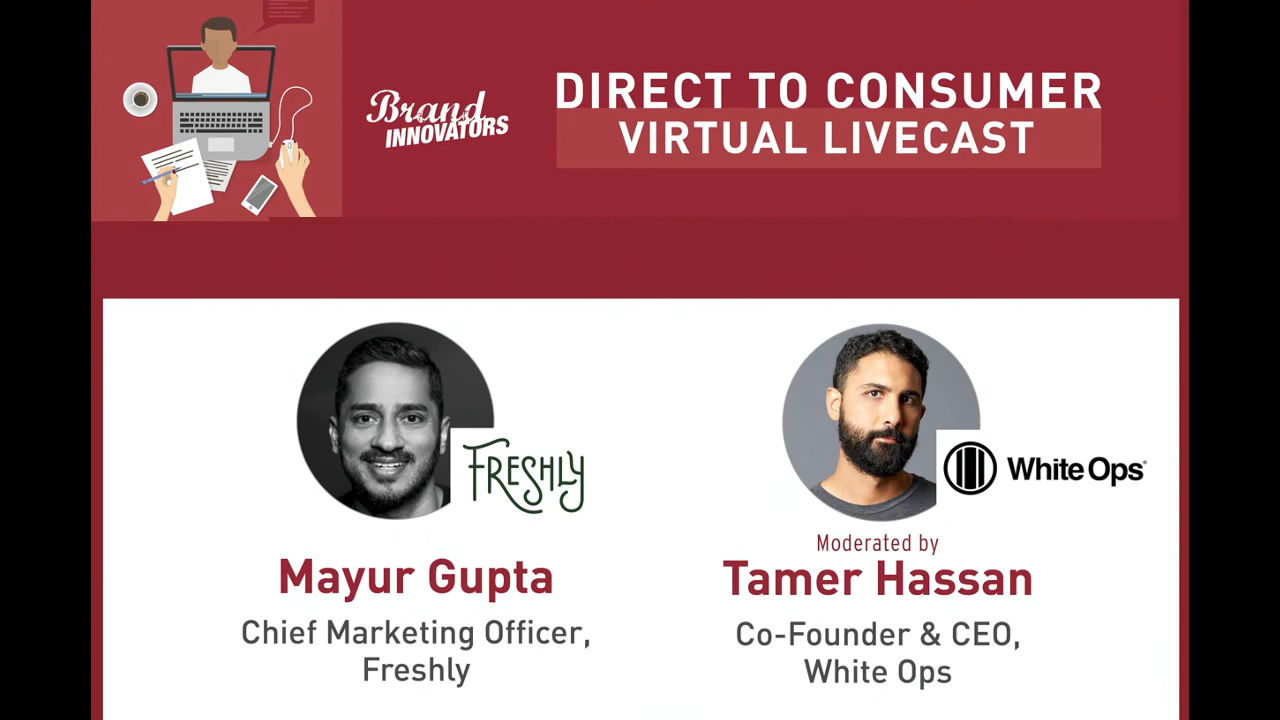 Brand
INNOVATORS
DIRECT TO CONSUMER
VIRTUAL LIVECAST
FRESHLY
White Ops®
Mayur Gupta
Chief Marketing Officer,
Freshly
Moderated by
Tamer Hassan
Co-Founder & CEO,
White Ops